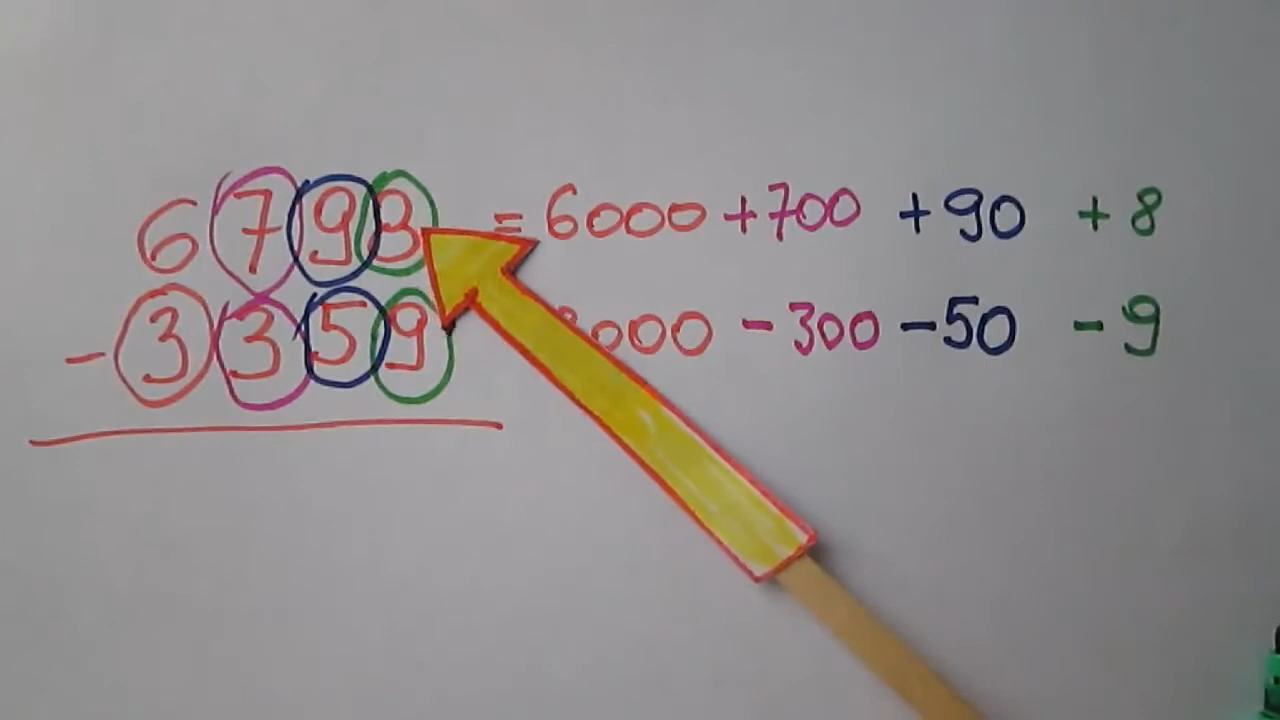 6798 = 6000 + 700 + 90 + 8
- 3359 000 - 300 - 50 - 9